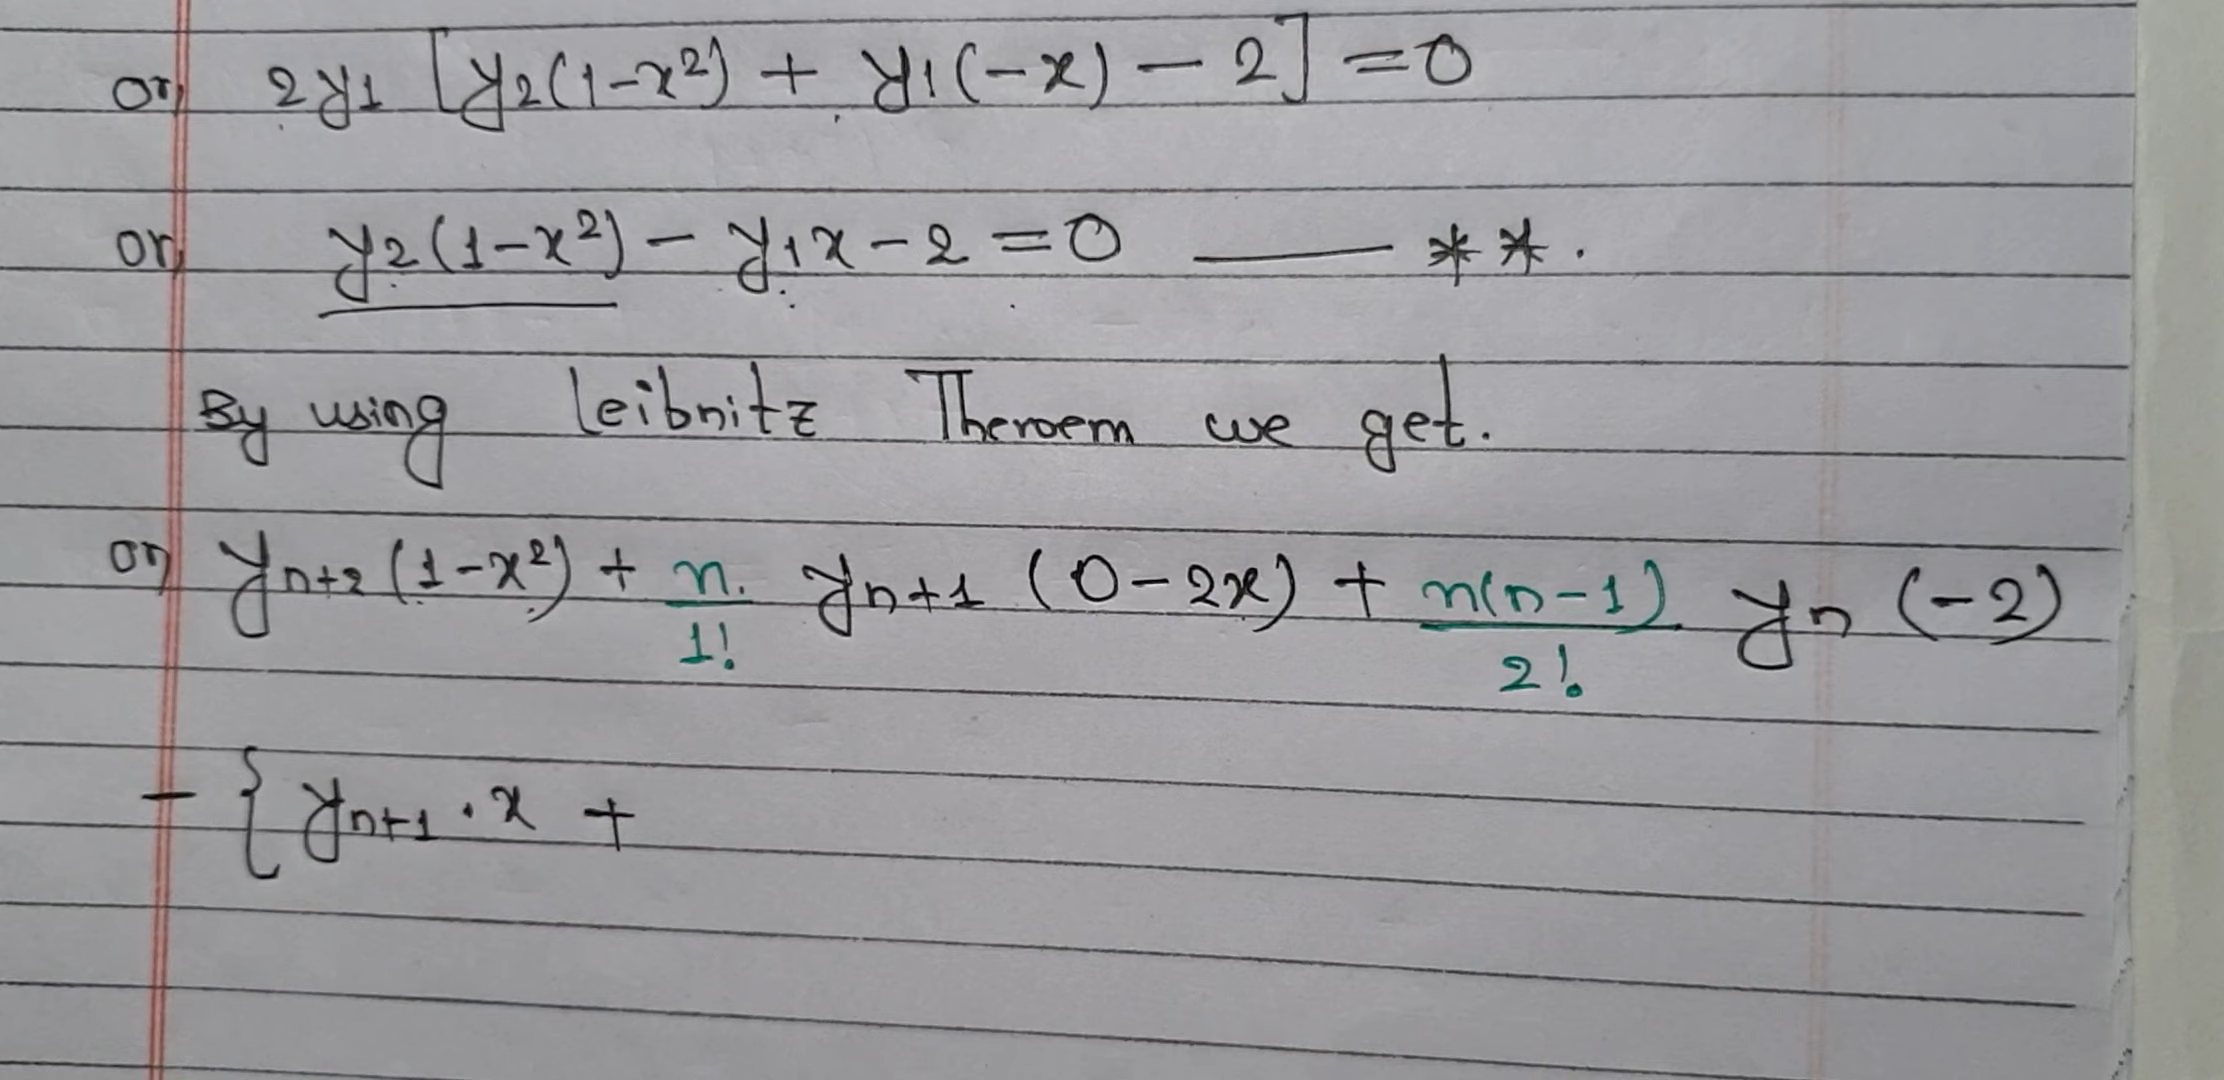 or, 2y₁ [y₂(1-x²) + y₁(-x) - 2] = 0
or, y₂(1-x²) - y₁x - 2 = 0 —— **.
By using leibnitz Theroem we get.
or, yₙ₊₂ (1-x²) + n./1! yₙ₊₁ (0-2x) + n(n-1)/2! yₙ (-2)
- { yₙ₊₁ . x +